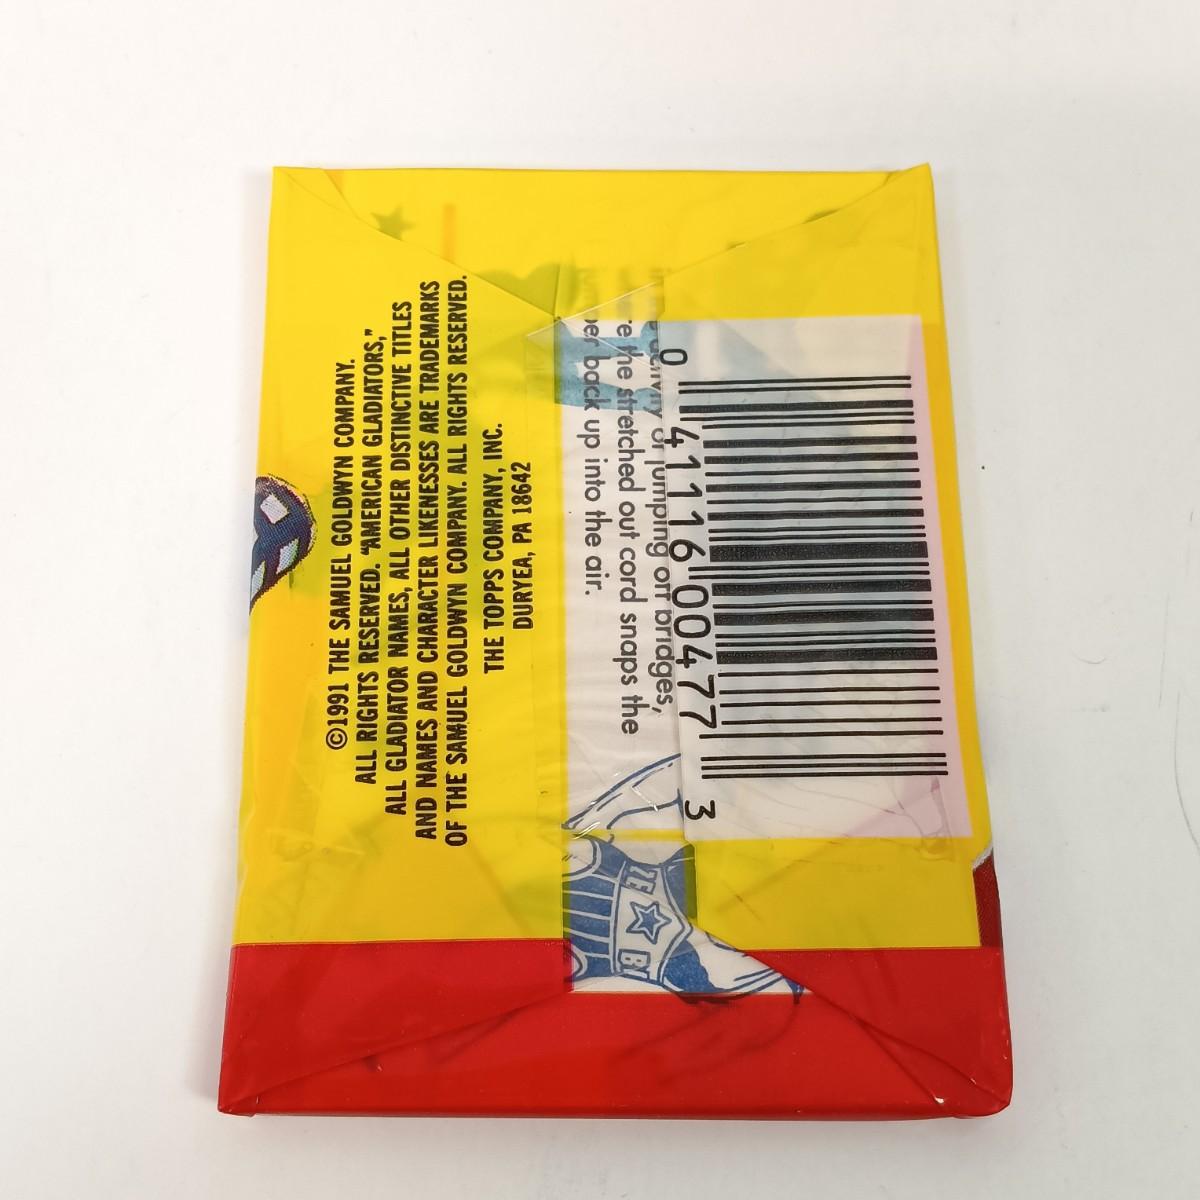 ©1991 THE SAMUEL GOLDWYN COMPANY.
ALL RIGHTS RESERVED. "AMERICAN GLADIATORS,"
ALL GLADIATOR NAMES, ALL OTHER DISTINCTIVE TITLES
AND NAMES AND CHARACTER LIKENESSES ARE TRADEMARKS
OF THE SAMUEL GOLDWYN COMPANY. ALL RIGHTS RESERVED.
THE TOPPS COMPANY, INC.
DURYEA, PA 18642
of jumping off bridges,
the stretched out cord snaps the
back up into the air.
0 41116 00477 3